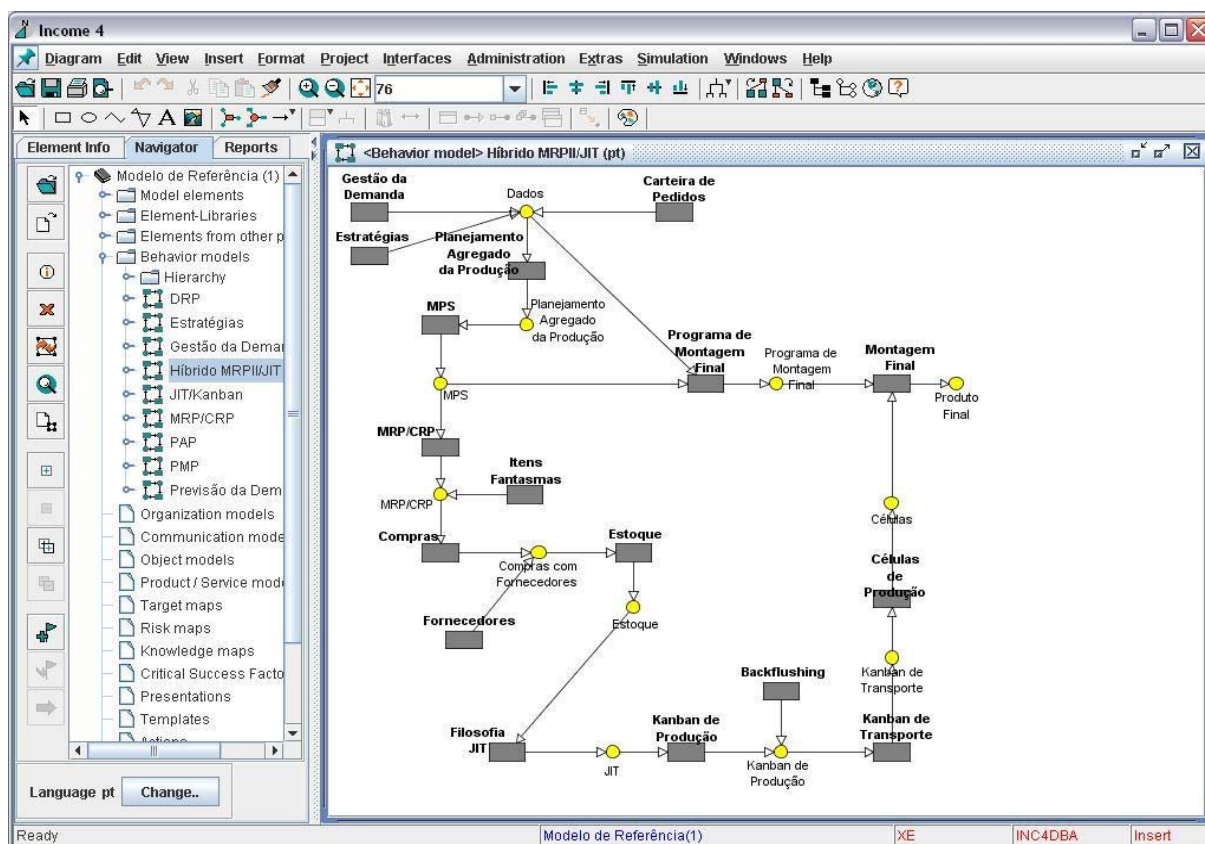 Income 4
Diagram Edit View Insert Format Project Interfaces Administration Extras Simulation Windows Help
76
Element Info Navigator Reports
Modelo de Referência (1)
Model elements
Element-Libraries
Elements from other p
Behavior models
Hierarchy
DRP
Estratégias
Gestão da Demar
Híbrido MRPII/JIT
JIT/Kanban
MRP/CRP
PAP
PMP
Previsão da Dem
Organization models
Communication mode
Object models
Product / Service mode
Target maps
Risk maps
Knowledge maps
Critical Success Facto
Presentations
Templates
Actions
Language pt Change..
<Behavior model> Híbrido MRPII/JIT (pt)
Gestão da
Demanda
Dados
Carteira de
Pedidos
Estratégias
Planejamento
Agregado
da Produção
MPS
Planejamento
Agregado
da Produção
Programa de
Montagem
Final
Programa de
Montagem
Final
Montagem
Final
MPS
Produto
Final
MRP/CRP
Itens
Fantasmas
MRP/CRP
Células
Compras
Estoque
Compras com
Fornecedores
Células
de
Produção
Fornecedores
Estoque
Backflushing
Kanban de
Transporte
Filosofia
JIT
Kanban de
Produção
Kanban de
Transporte
JIT
Kanban de
Produção
Ready Modelo de Referência(1) XE INC4DBA Insert